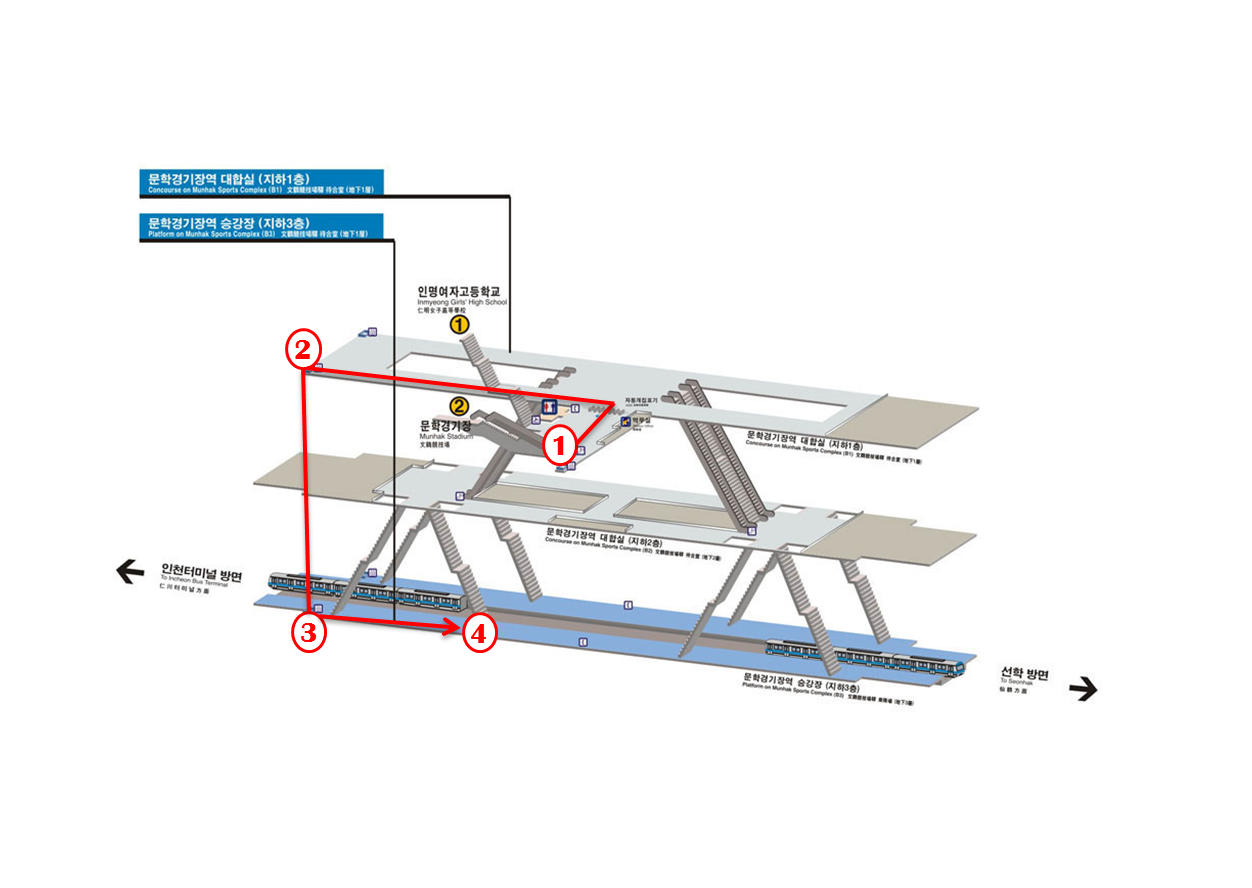 문학경기장역 대합실 (지하1층)
Concourse on Munhak Sports Complex (B1) 文鶴競技場驛 待合室 (地下1層)
문학경기장역 승강장 (지하3층)
Platform on Munhak Sports Complex (B3) 文鶴競技場驛 待合室 (地下1層)
인명여자고등학교
Inmyeong Girls' High School
仁明女子高等學校
1
2
2
문학경기장
Munhak Stadium
文鶴競技場
1
자동개집표기
역무실
문학경기장역 대합실 (지하1층)
Concourse on Munhak Sports Complex (B1) 文鶴競技場驛 待合室 (地下1層)
문학경기장역 대합실 (지하2층)
Concourse on Munhak Sports Complex (B2) 文鶴競技場驛 待合室 (地下2層)
인천터미널 방면
To Incheon Bus Terminal
仁川터미널方面
3
4
선학 방면
To Seonhak
仙鶴方面
문학경기장역 승강장 (지하3층)
Platform on Munhak Sports Complex (B3) 文鶴競技場驛 乘降場 (地下3層)